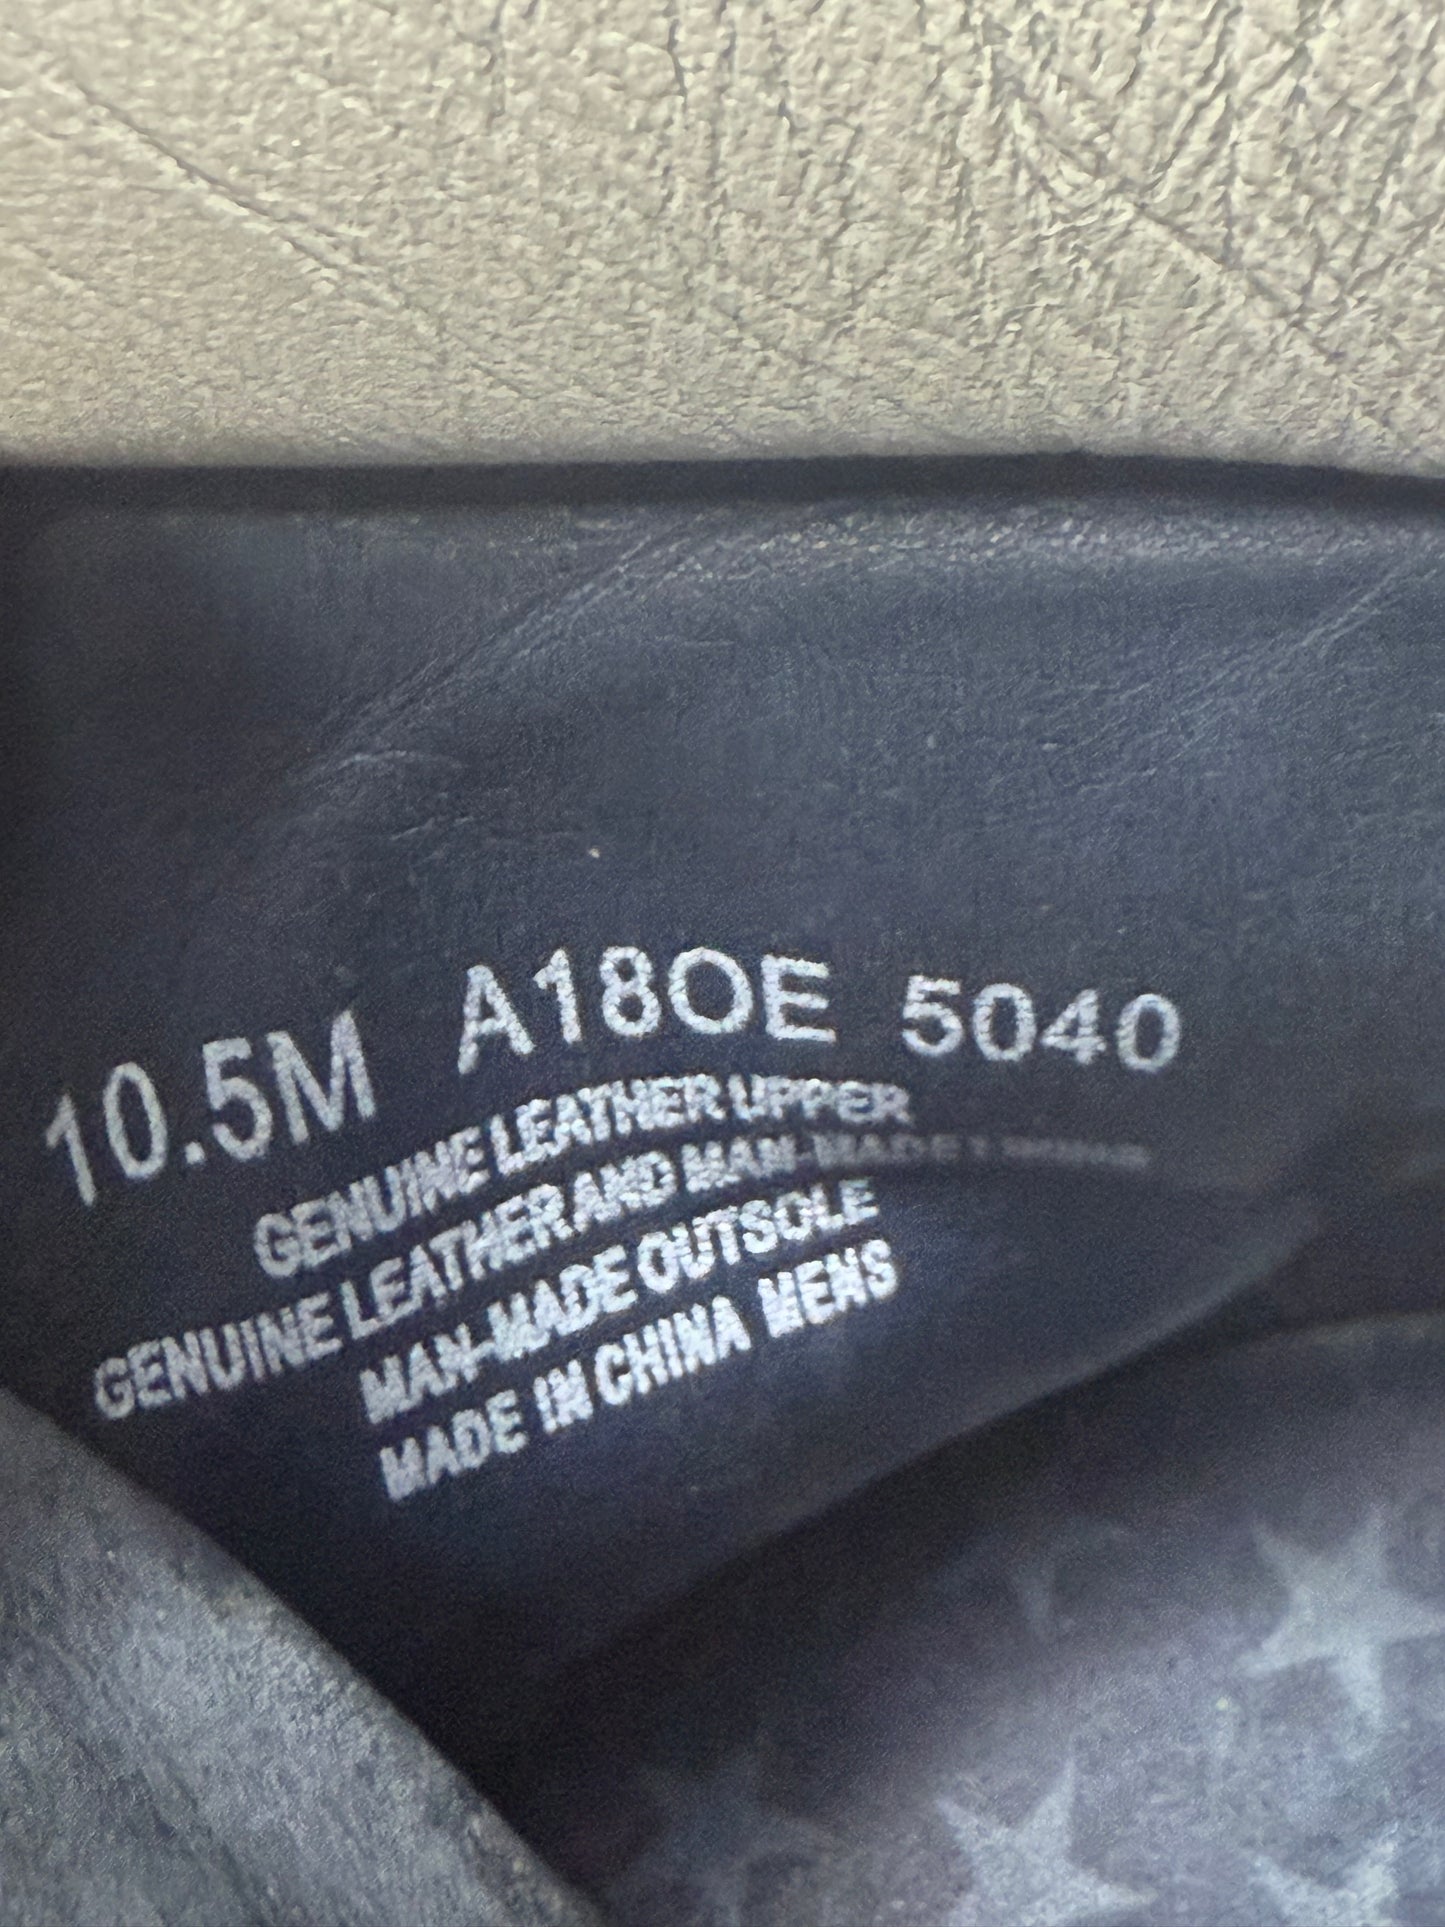 10.5M A18OE 5040
GENUINE LEATHER UPPER
GENUINE LEATHER AND MAN-MADE LINING
MAN-MADE OUTSOLE
MADE IN CHINA MENS